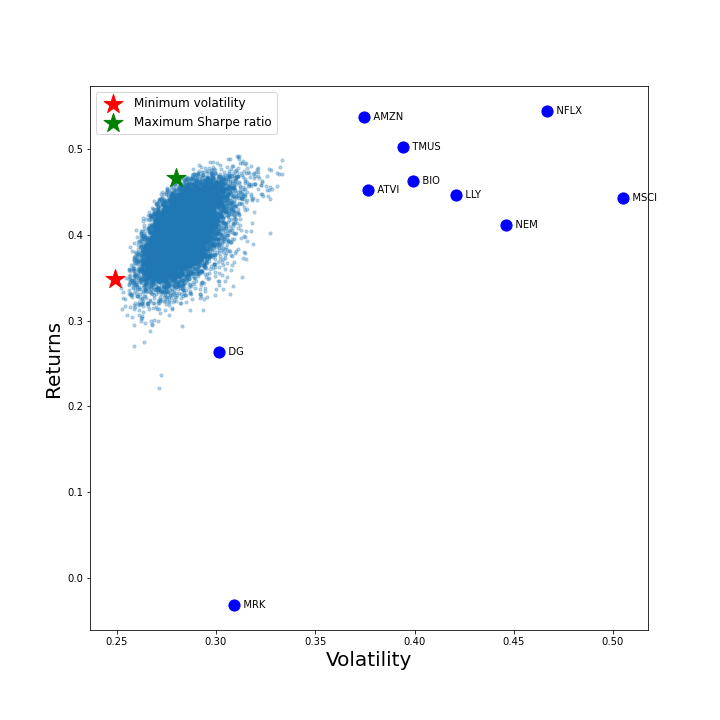 Minimum volatility
Maximum Sharpe ratio
NFLX
AMZN
TMUS
0.5
BIO
ATVI
LLY
MSCI
NEM
0.4
0.3
DG
Returns
0.2
0.1
0.0
MRK
0.25 0.30 0.35 0.40 0.45 0.50
Volatility